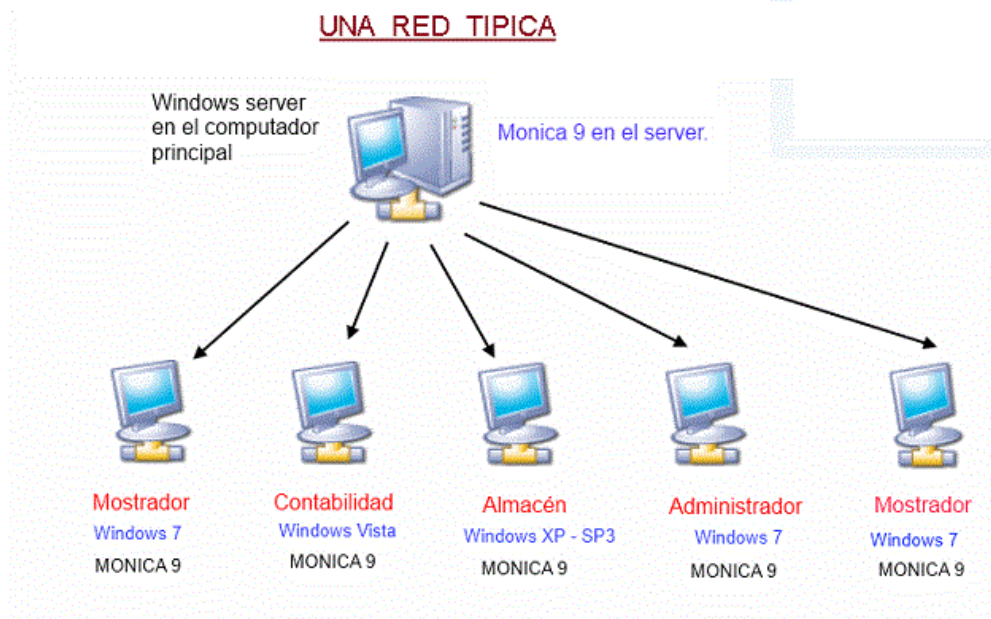 UNA RED TIPICA
Windows server
en el computador
principal
Monica 9 en el server.
Mostrador
Windows 7
MONICA 9
Contabilidad
Windows Vista
MONICA 9
Almacén
Windows XP - SP3
MONICA 9
Administrador
Windows 7
MONICA 9
Mostrador
Windows 7
MONICA 9